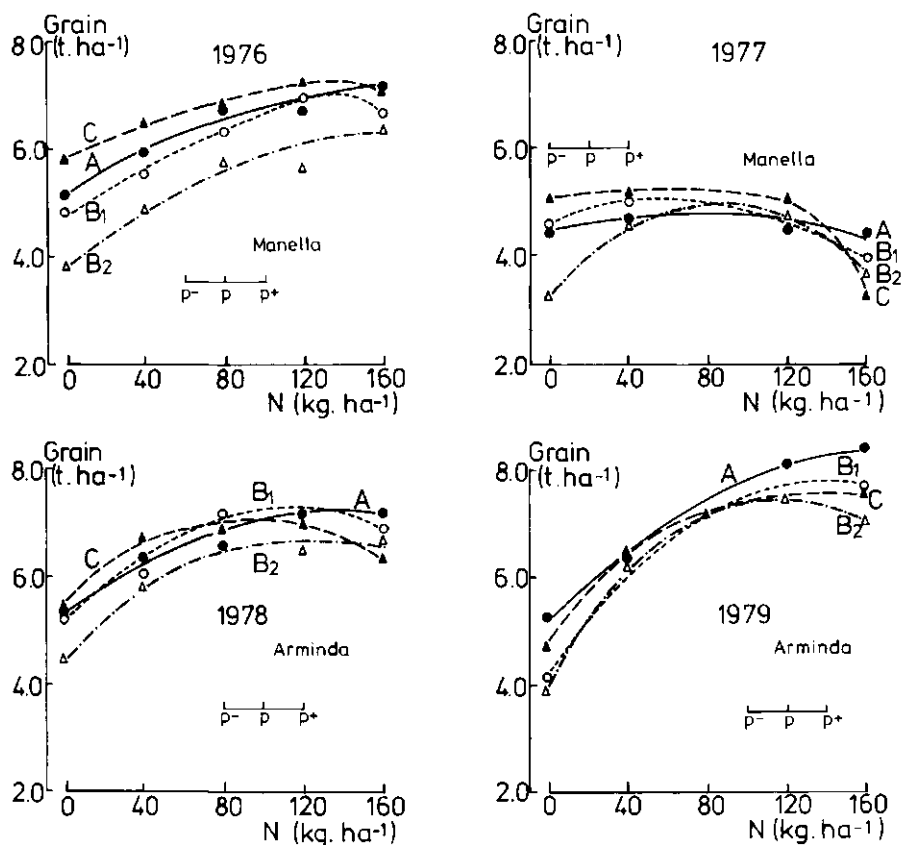 Grain
(t. ha-1)
1976
8.0
6.0
4.0
2.0
C
A
B1
B2
Manella
p- p p+
0 40 80 120 160
N (kg. ha-1)
Grain
(t. ha-1)
1977
8.0
6.0
4.0
2.0
p- p p+
Manella
A
B1
B2
C
0 40 80 120 160
N (kg. ha-1)
Grain
(t. ha-1)
8.0
6.0
4.0
2.0
B1
A
C
B2
1978
Arminda
p- p p+
0 40 80 120 160
N (kg. ha-1)
Grain
(t. ha-1)
8.0
6.0
4.0
2.0
A
B1
C
B2
1979
Arminda
p- p p+
0 40 80 120 160
N (kg. ha-1)